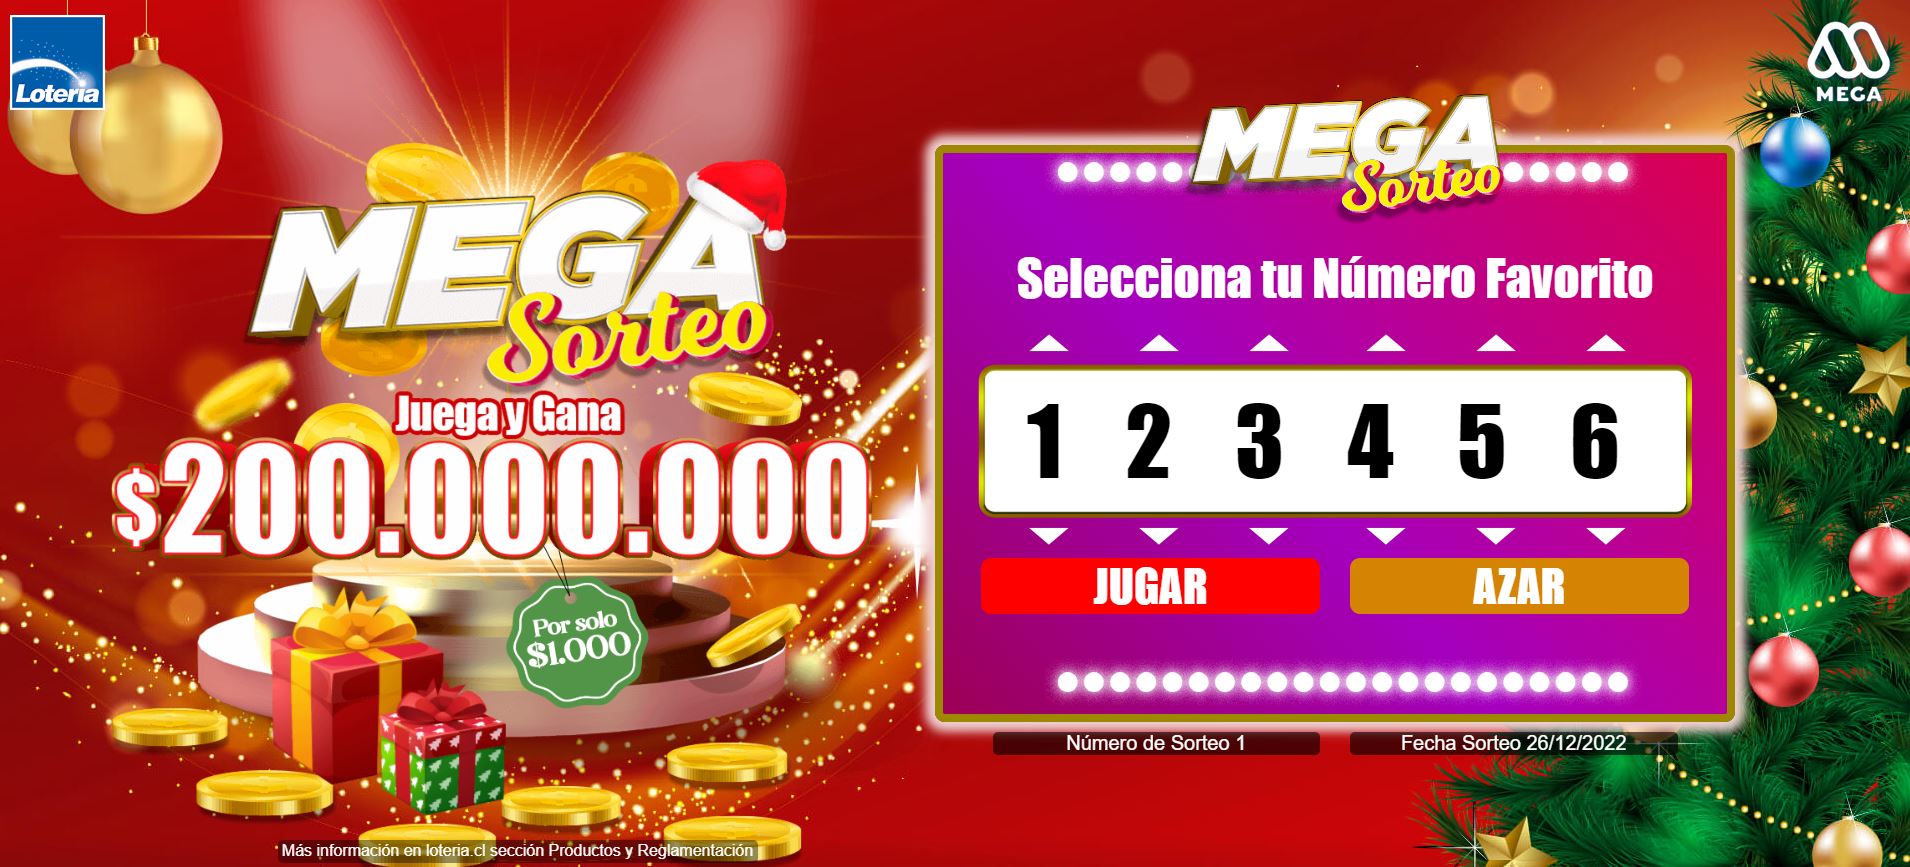 Loteria
MEGA
Sorteo
Juega y Gana
$200.000.000
Por solo
$1.000
Más información en loteria.cl sección Productos y Reglamentación
MEGA
MEGA
Sorteo
Selecciona tu Número Favorito
1 2 3 4 5 6
JUGAR AZAR
Número de Sorteo 1 Fecha Sorteo 26/12/2022